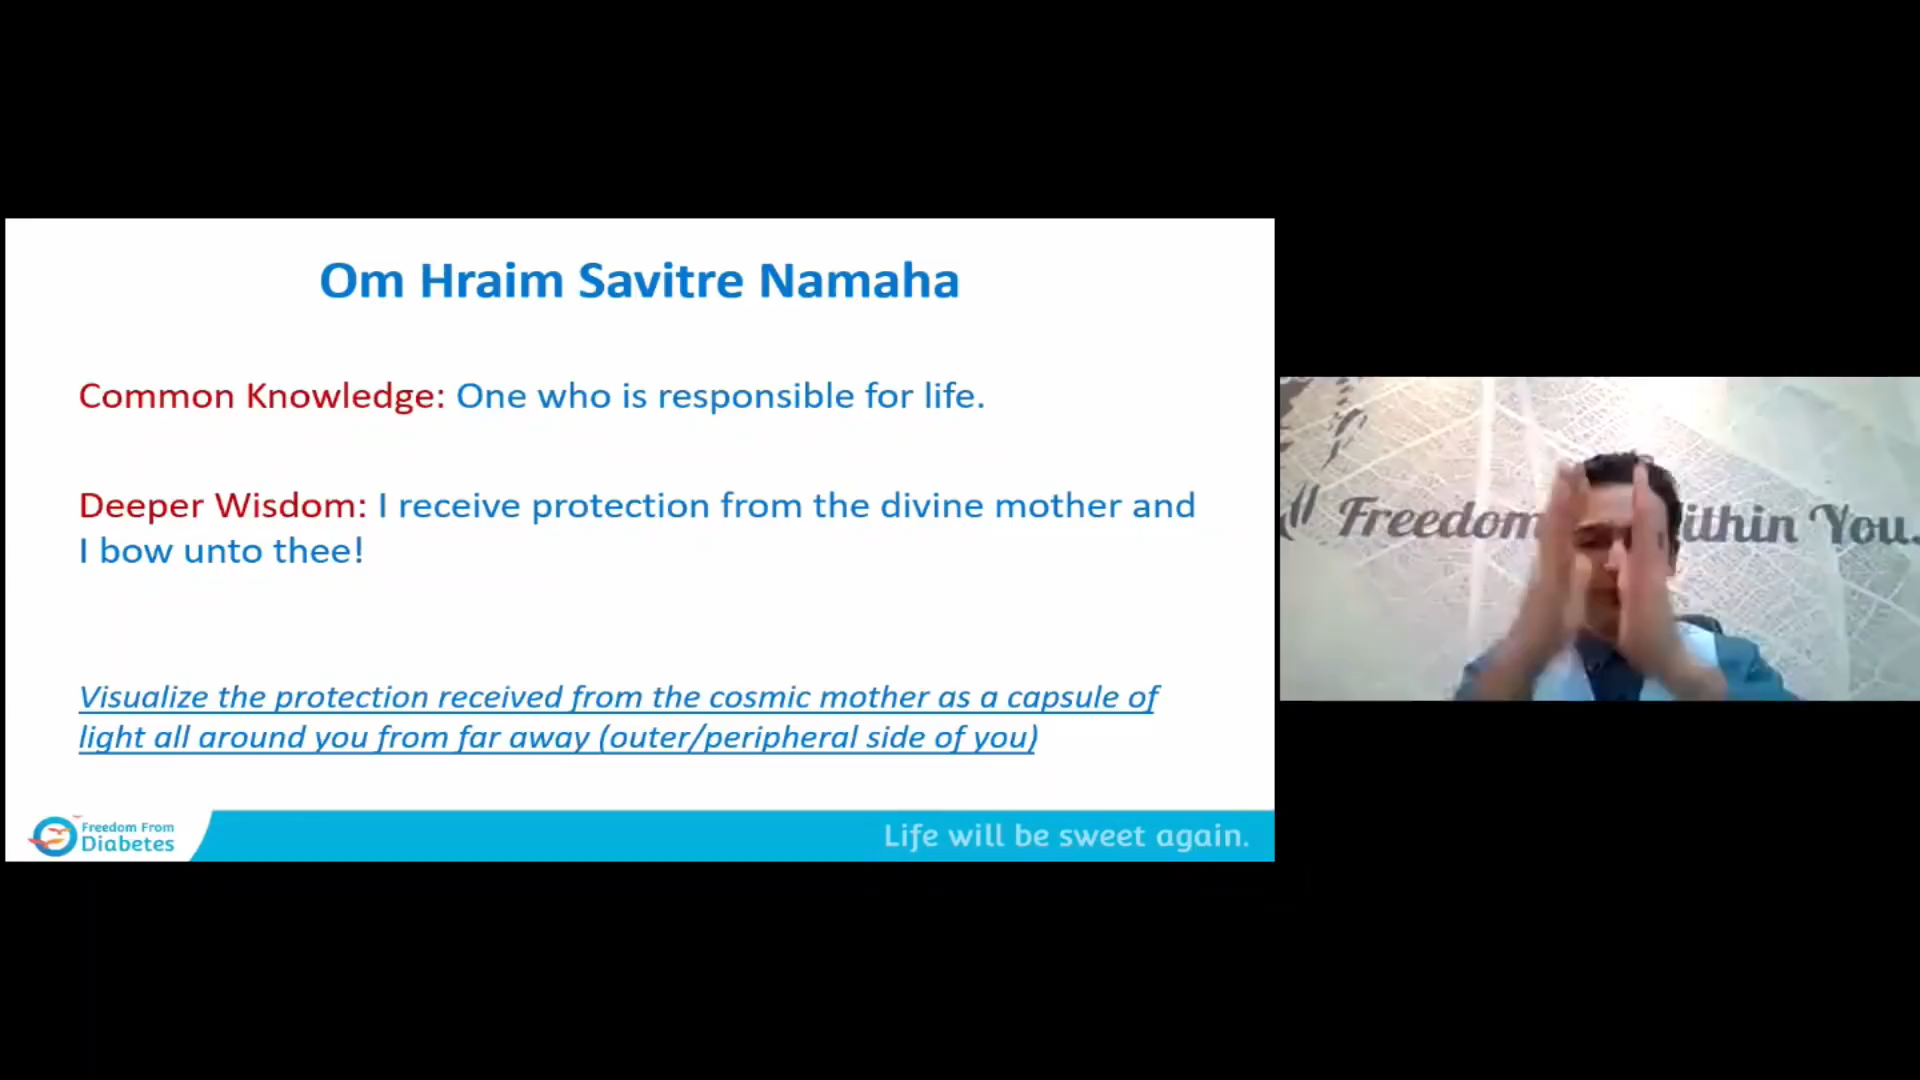 Om Hraim Savitre Namaha
Common Knowledge: One who is responsible for life.
Deeper Wisdom: I receive protection from the divine mother and
I bow unto thee!
Visualize the protection received from the cosmic mother as a capsule of
light all around you from far away (outer/peripheral side of you)
Freedom From
Diabetes
Life will be sweet again.
Freedom ithin You.